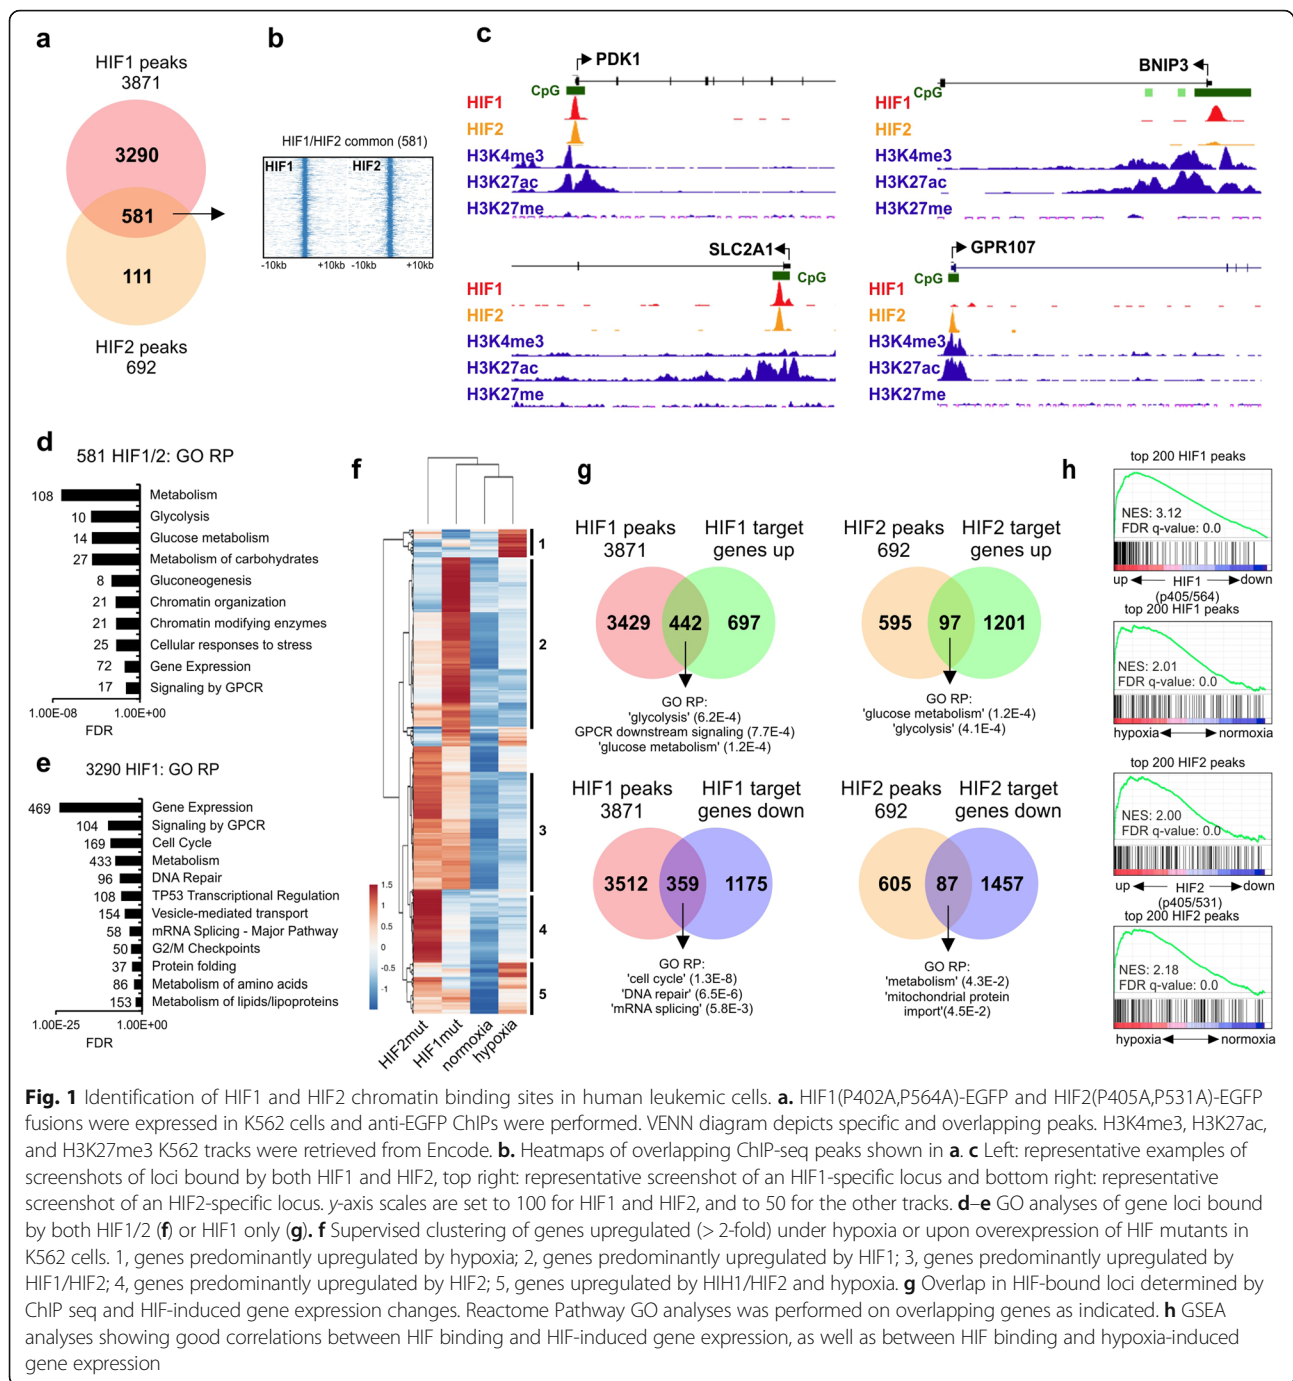 a
HIF1 peaks
3871
3290
581
111
HIF2 peaks
692
b
HIF1/HIF2 common (581)
HIF1 HIF2
-10kb +10kb -10kb +10kb
c
PDK1
CpG
HIF1
HIF2
H3K4me3
H3K27ac
H3K27me
BNIP3
CpG
HIF1
HIF2
H3K4me3
H3K27ac
H3K27me
SLC2A1
CpG
HIF1
HIF2
H3K4me3
H3K27ac
H3K27me
GPR107
CpG
HIF1
HIF2
H3K4me3
H3K27ac
H3K27me
d
581 HIF1/2: GO RP
108 Metabolism
10 Glycolysis
14 Glucose metabolism
27 Metabolism of carbohydrates
8 Gluconeogenesis
21 Chromatin organization
21 Chromatin modifying enzymes
25 Cellular responses to stress
72 Gene Expression
17 Signaling by GPCR
1.00E-08 1.00E+00
FDR
e
3290 HIF1: GO RP
469 Gene Expression
104 Signaling by GPCR
169 Cell Cycle
433 Metabolism
96 DNA Repair
108 TP53 Transcriptional Regulation
154 Vesicle-mediated transport
58 mRNA Splicing - Major Pathway
50 G2/M Checkpoints
37 Protein folding
86 Metabolism of amino acids
153 Metabolism of lipids/lipoproteins
1.00E-25 1.00E+00
FDR
f
1
2
3
4
5
1.5
1
0.5
0
-0.5
-1
HIF2mut
HIF1mut
normoxia
hypoxia
g
HIF1 peaks
3871
HIF1 target
genes up
3429 442 697
GO RP:
'glycolysis' (6.2E-4)
GPCR downstream signaling (7.7E-4)
'glucose metabolism' (1.2E-4)
HIF2 peaks
692
HIF2 target
genes up
595 97 1201
GO RP:
'glucose metabolism' (1.2E-4)
'glycolysis' (4.1E-4)
HIF1 peaks
3871
HIF1 target
genes down
3512 359 1175
GO RP:
'cell cycle' (1.3E-8)
'DNA repair' (6.5E-6)
'mRNA splicing' (5.8E-3)
HIF2 peaks
692
HIF2 target
genes down
605 87 1457
GO RP:
'metabolism' (4.3E-2)
'mitochondrial protein
import'(4.5E-2)
h
top 200 HIF1 peaks
NES: 3.12
FDR q-value: 0.0
up HIF1 down
(p405/564)
top 200 HIF1 peaks
NES: 2.01
FDR q-value: 0.0
hypoxia normoxia
top 200 HIF2 peaks
NES: 2.00
FDR q-value: 0.0
up HIF2 down
(p405/531)
top 200 HIF2 peaks
NES: 2.18
FDR q-value: 0.0
hypoxia normoxia
Fig. 1 Identification of HIF1 and HIF2 chromatin binding sites in human leukemic cells. a. HIF1(P402A,P564A)-EGFP and HIF2(P405A,P531A)-EGFP
fusions were expressed in K562 cells and anti-EGFP ChIPs were performed. VENN diagram depicts specific and overlapping peaks. H3K4me3, H3K27ac,
and H3K27me3 K562 tracks were retrieved from Encode. b. Heatmaps of overlapping ChIP-seq peaks shown in a. c Left: representative examples of
screenshots of loci bound by both HIF1 and HIF2, top right: representative screenshot of an HIF1-specific locus and bottom right: representative
screenshot of an HIF2-specific locus. y-axis scales are set to 100 for HIF1 and HIF2, and to 50 for the other tracks. d–e GO analyses of gene loci bound
by both HIF1/2 (f) or HIF1 only (g). f Supervised clustering of genes upregulated (> 2-fold) under hypoxia or upon overexpression of HIF mutants in
K562 cells. 1, genes predominantly upregulated by hypoxia; 2, genes predominantly upregulated by HIF1; 3, genes predominantly upregulated by
HIF1/HIF2; 4, genes predominantly upregulated by HIF2; 5, genes upregulated by HIH1/HIF2 and hypoxia. g Overlap in HIF-bound loci determined by
ChIP seq and HIF-induced gene expression changes. Reactome Pathway GO analyses was performed on overlapping genes as indicated. h GSEA
analyses showing good correlations between HIF binding and HIF-induced gene expression, as well as between HIF binding and hypoxia-induced
gene expression